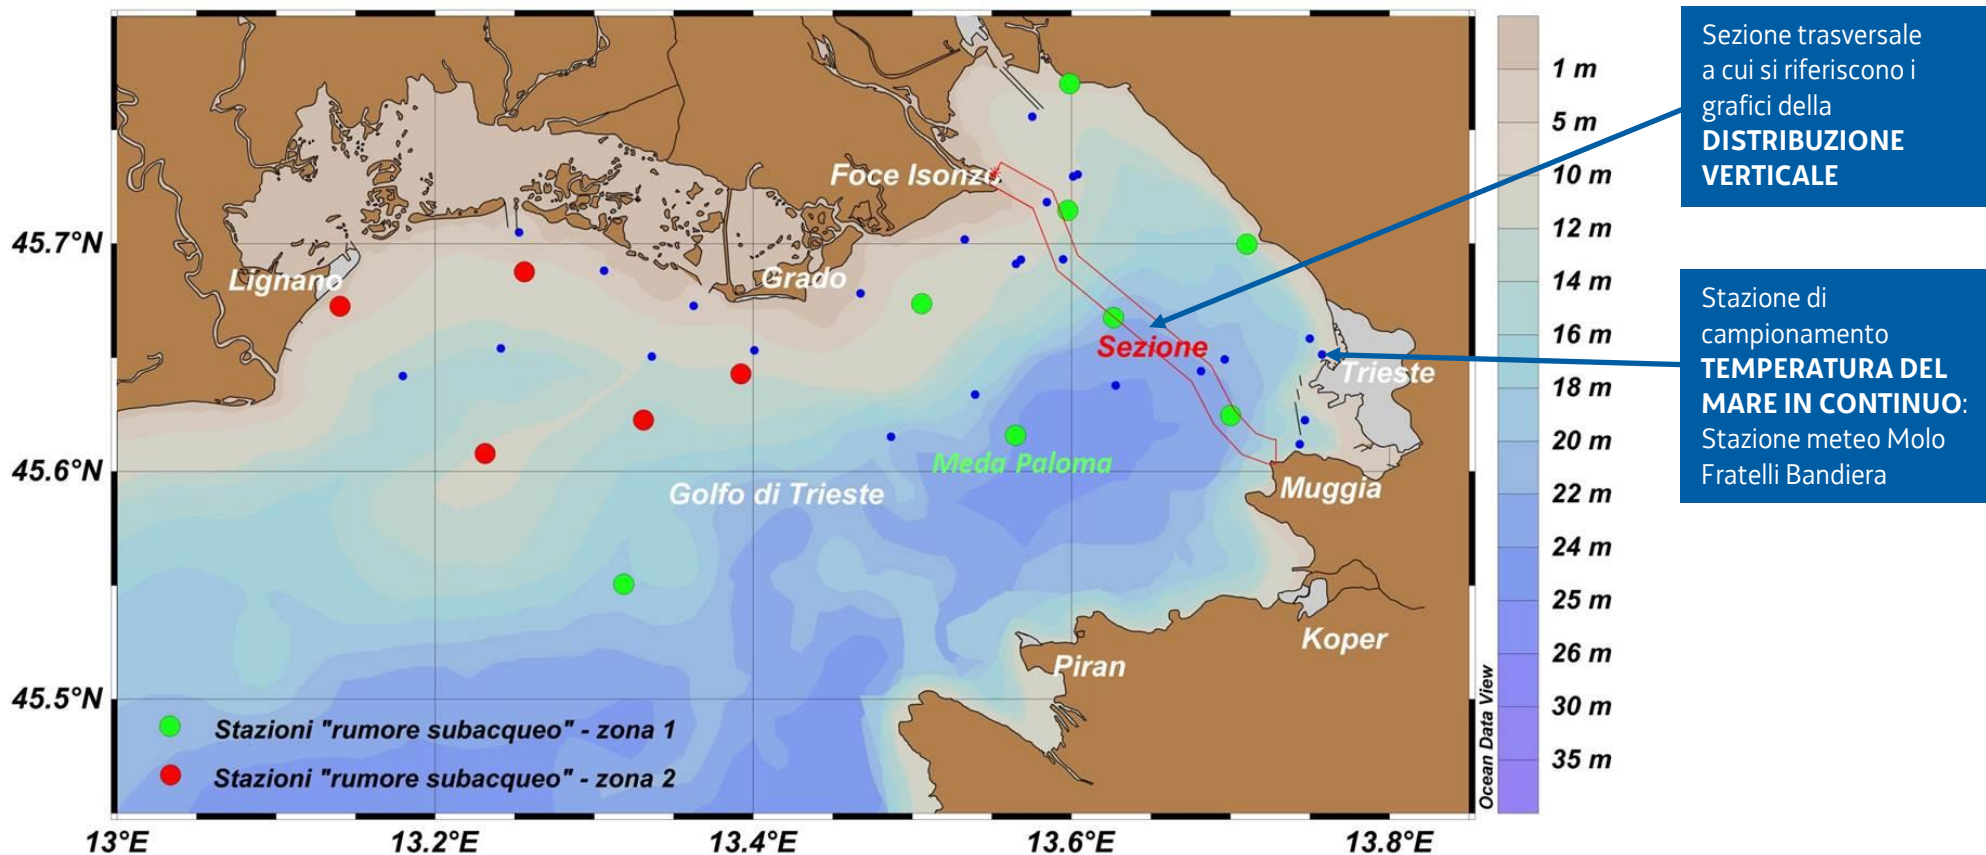 Sezione trasversale
a cui si riferiscono i
grafici della
DISTRIBUZIONE
VERTICALE
Stazione di
campionamento
TEMPERATURA DEL
MARE IN CONTINUO:
Stazione meteo Molo
Fratelli Bandiera
1 m
5 m
10 m
12 m
14 m
16 m
18 m
20 m
22 m
24 m
25 m
26 m
30 m
35 m
Ocean Data View
45.7°N
45.6°N
45.5°N
Foce Isonzo
Lignano
Grado
Sezione
Trieste
Meda Paloma
Golfo di Trieste
Muggia
Koper
Piran
Stazioni "rumore subacqueo" - zona 1
Stazioni "rumore subacqueo" - zona 2
13°E
13.2°E
13.4°E
13.6°E
13.8°E